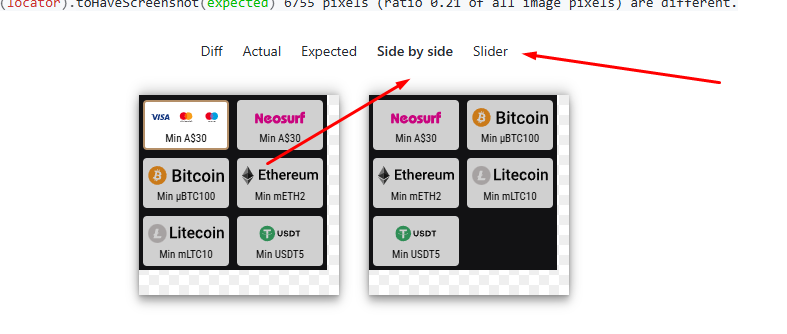 (locator).toHaveScreenshot(expected) 6755 pixels (ratio 0.21 of all image pixels) are different.
Diff Actual Expected Side by side Slider
VISA
Min A$30
Neosurf
Min A$30
Bitcoin
Min μBTC100
Ethereum
Min mETH2
Litecoin
Min mLTC10
USDT
Min USDT5
Neosurf
Min A$30
Bitcoin
Min μBTC100
Ethereum
Min mETH2
Litecoin
Min mLTC10
USDT
Min USDT5